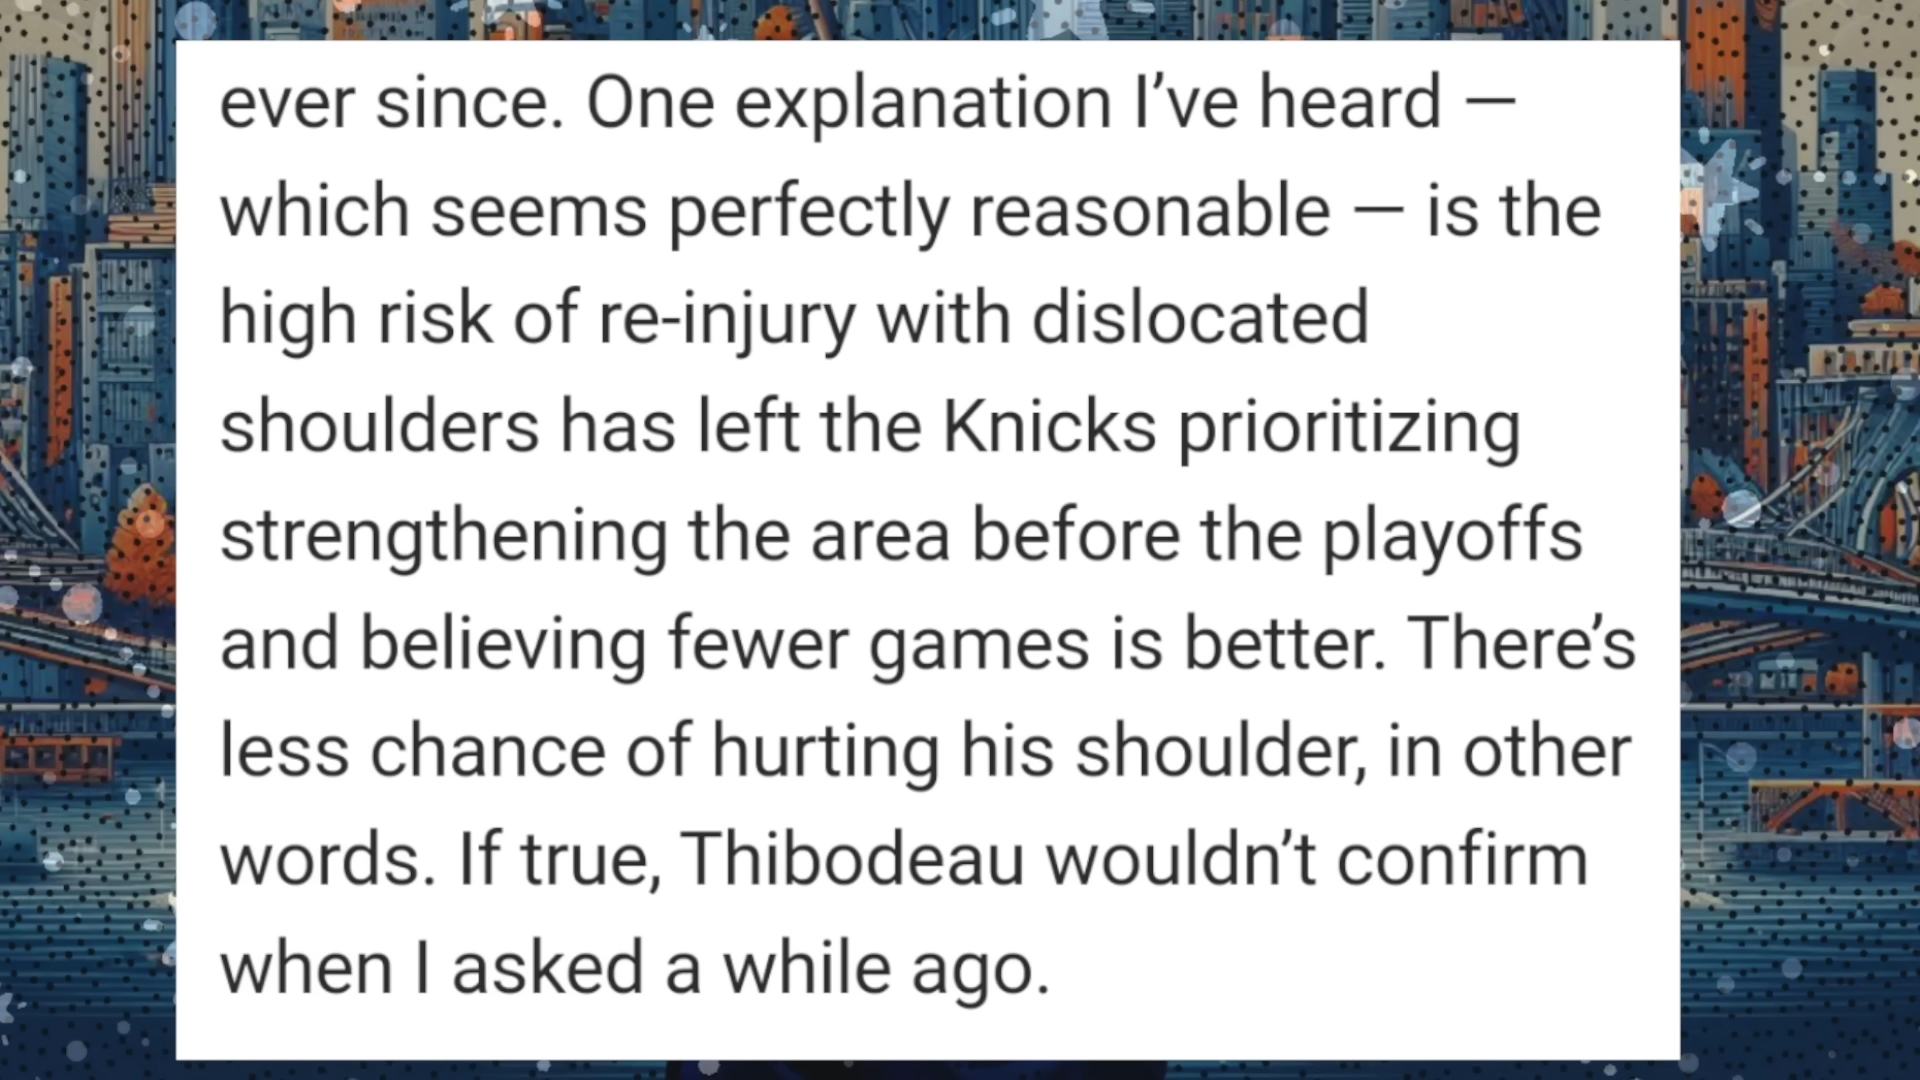 ever since. One explanation I’ve heard —
which seems perfectly reasonable — is the
high risk of re-injury with dislocated
shoulders has left the Knicks prioritizing
strengthening the area before the playoffs
and believing fewer games is better. There’s
less chance of hurting his shoulder, in other
words. If true, Thibodeau wouldn’t confirm
when I asked a while ago.